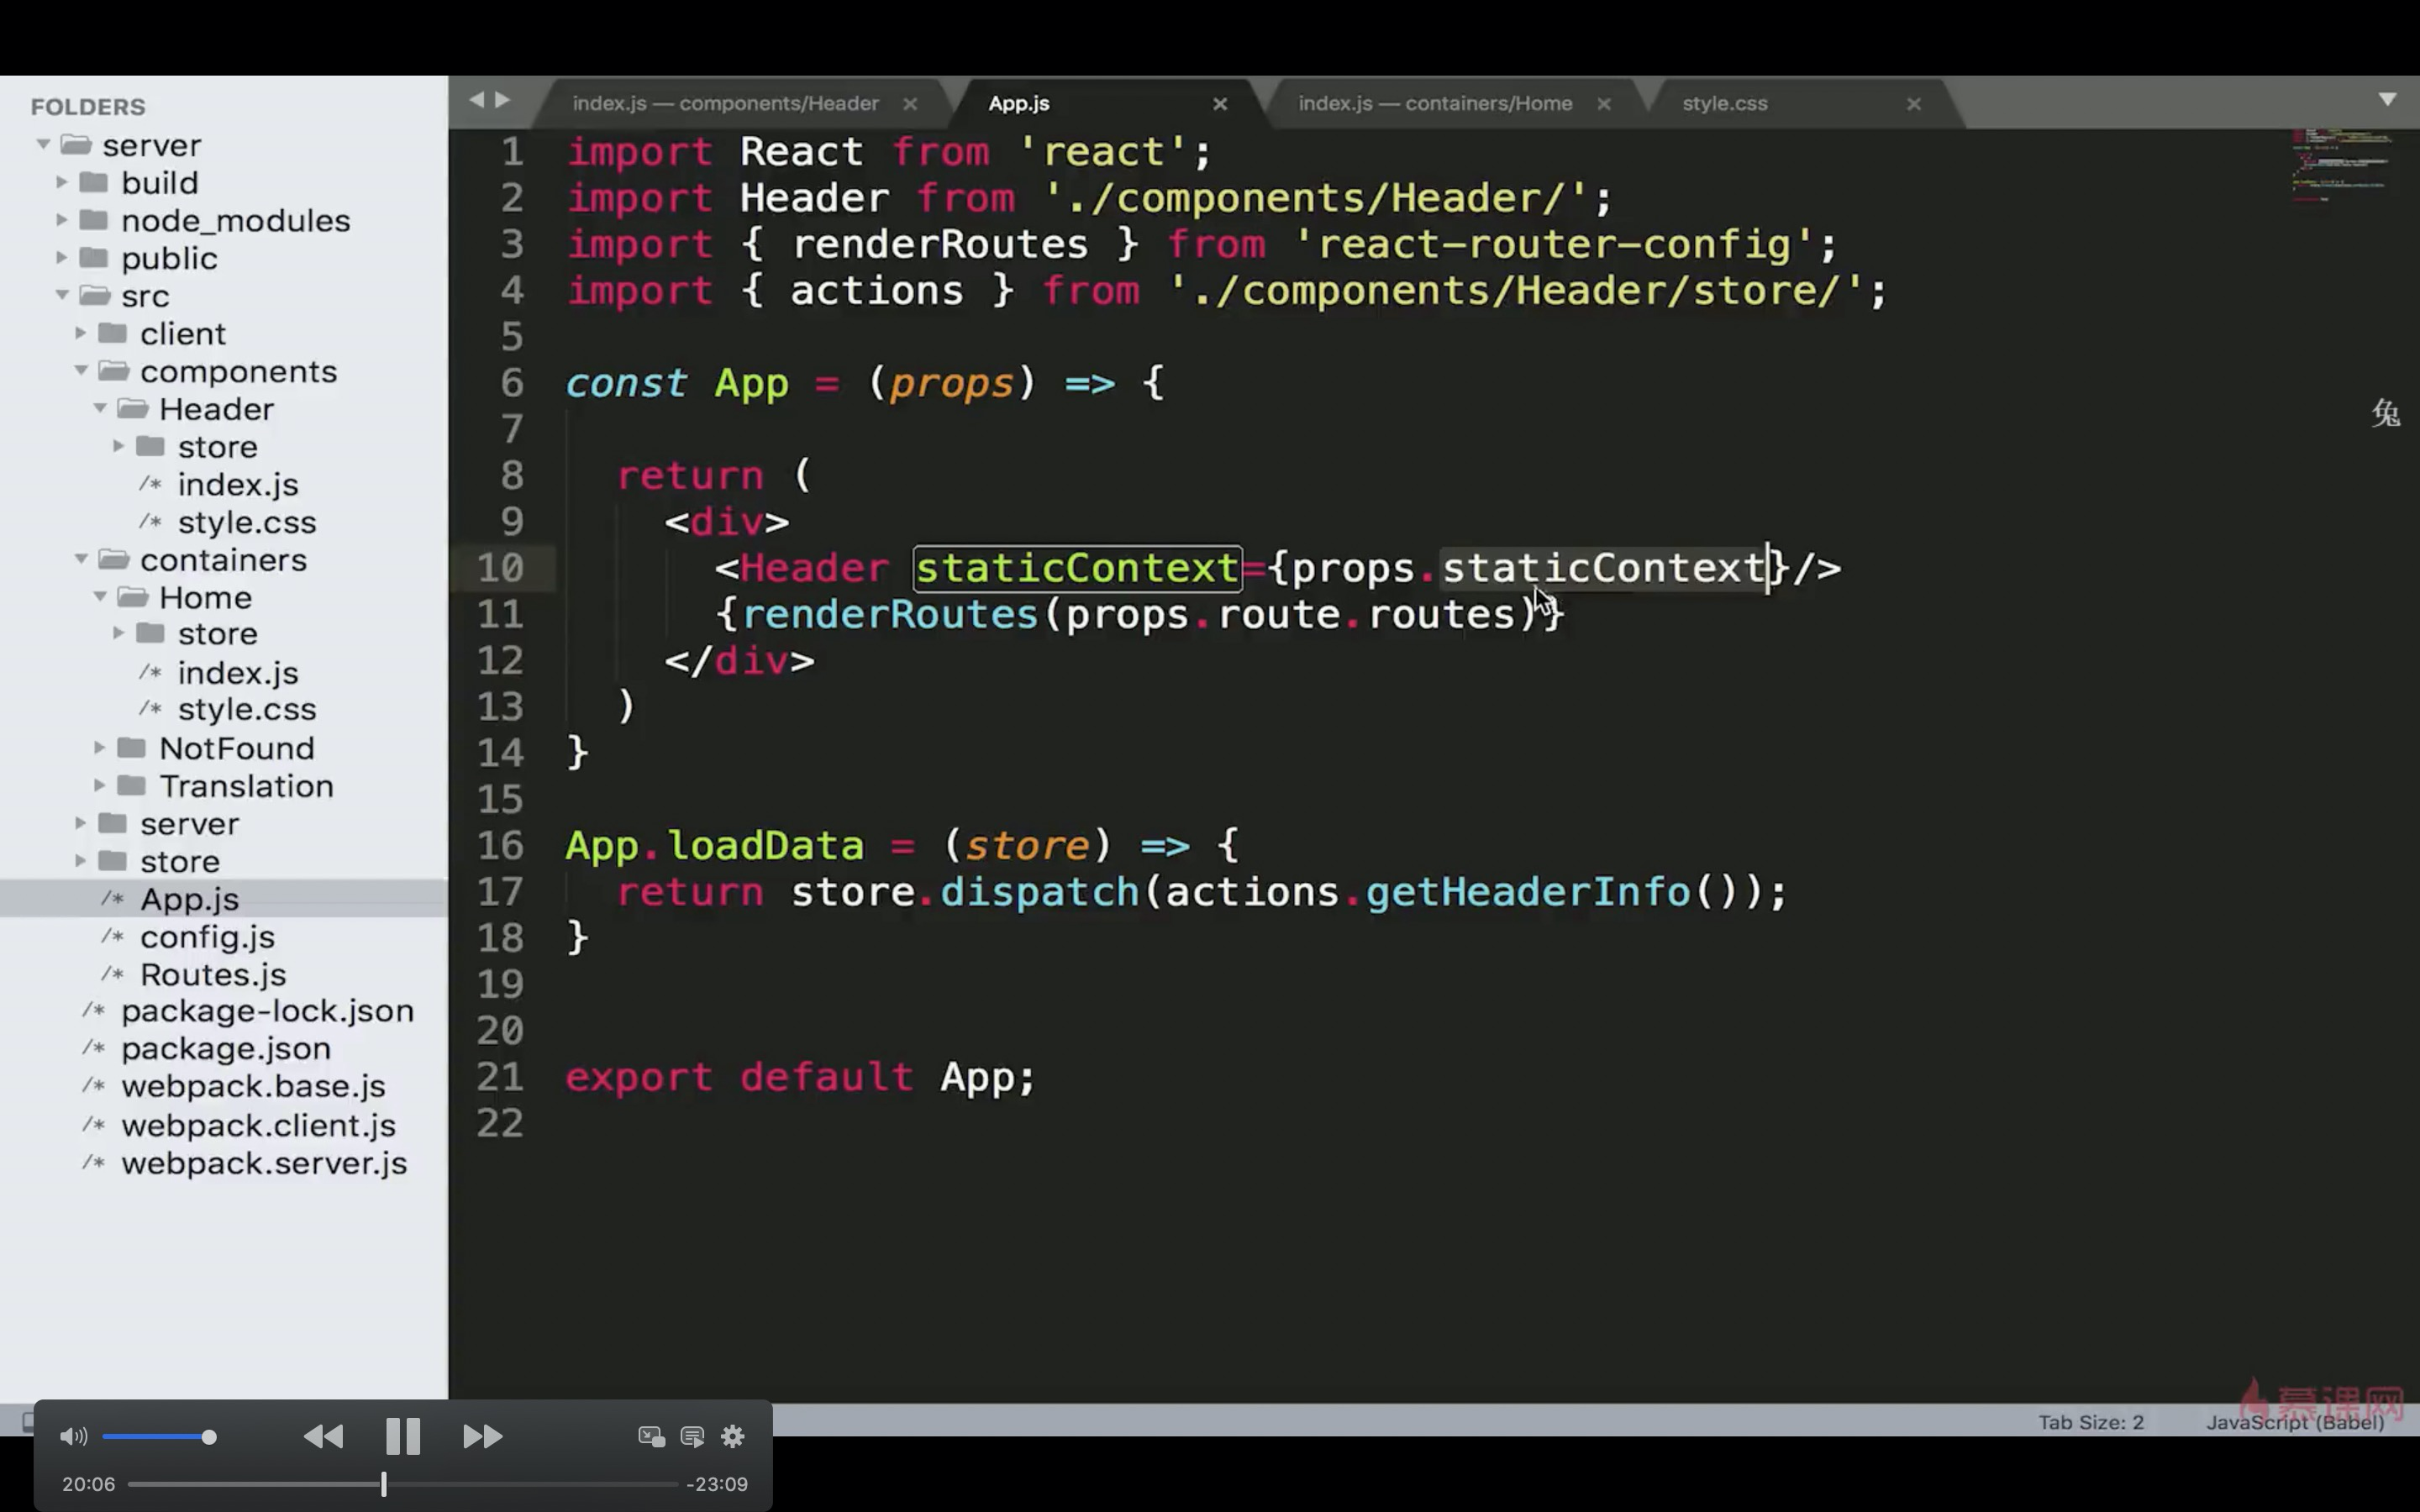 FOLDERS
server
build
node_modules
public
src
client
components
Header
store
/* index.js
/* style.css
containers
Home
store
/* index.js
/* style.css
NotFound
Translation
server
store
/* App.js
/* config.js
/* Routes.js
/* package-lock.json
/* package.json
/* webpack.base.js
/* webpack.client.js
/* webpack.server.js
index.js — components/Header
App.js
index.js — containers/Home
style.css
1 import React from 'react';
2 import Header from './components/Header/';
3 import { renderRoutes } from 'react-router-config';
4 import { actions } from './components/Header/store/';
5
6 const App = (props) => {
7
8 return (
9 <div>
10 <Header staticContext={props.staticContext}/>
11 {renderRoutes(props.route.routes)}
12 </div>
13 )
14 }
15
16 App.loadData = (store) => {
17 return store.dispatch(actions.getHeaderInfo());
18 }
19
20
21 export default App;
22
兔
慕课网
Tab Size: 2
JavaScript (Babel)
20:06
-23:09